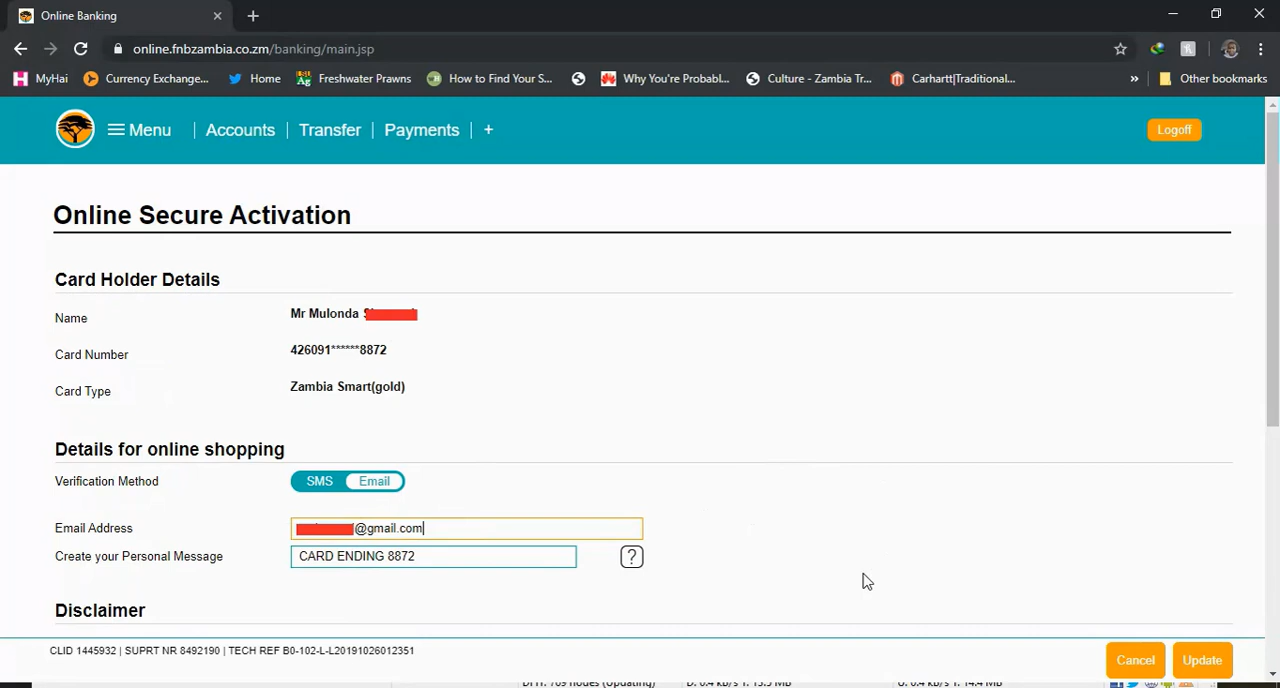 Online Banking
online.fnbzambia.co.zm/banking/main.jsp
MyHai Currency Exchange... Home Freshwater Prawns How to Find Your S... Why You're Probabl... Culture - Zambia Tr... Carhartt|Traditional... » Other bookmarks
Menu Accounts Transfer Payments + Logoff
Online Secure Activation
Card Holder Details
Name Mr Mulonda
Card Number 426091******8872
Card Type Zambia Smart(gold)
Details for online shopping
Verification Method SMS Email
Email Address @gmail.com
Create your Personal Message CARD ENDING 8872 ?
Disclaimer
CLID 1445932 | SUPRT NR 8492190 | TECH REF B0-102-L-L20191026012351
Cancel Update